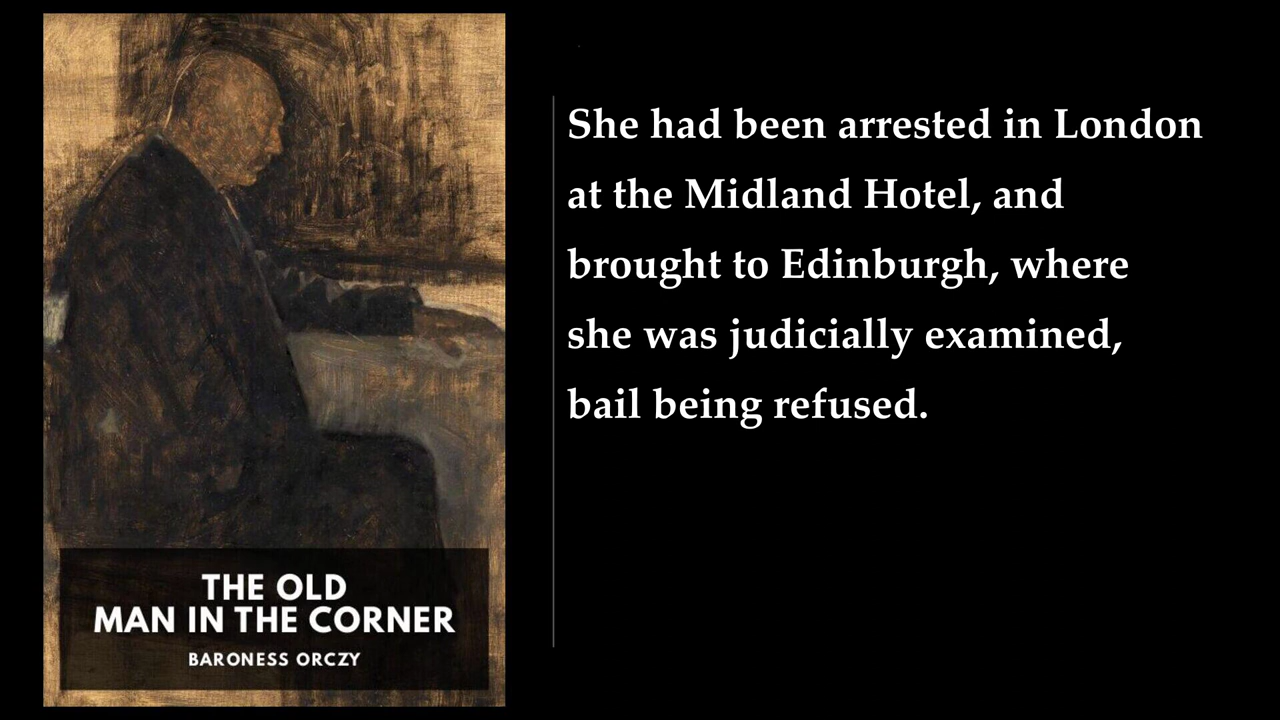 She had been arrested in London
at the Midland Hotel, and
brought to Edinburgh, where
she was judicially examined,
bail being refused.
THE OLD
MAN IN THE CORNER
BARONESS ORCZY